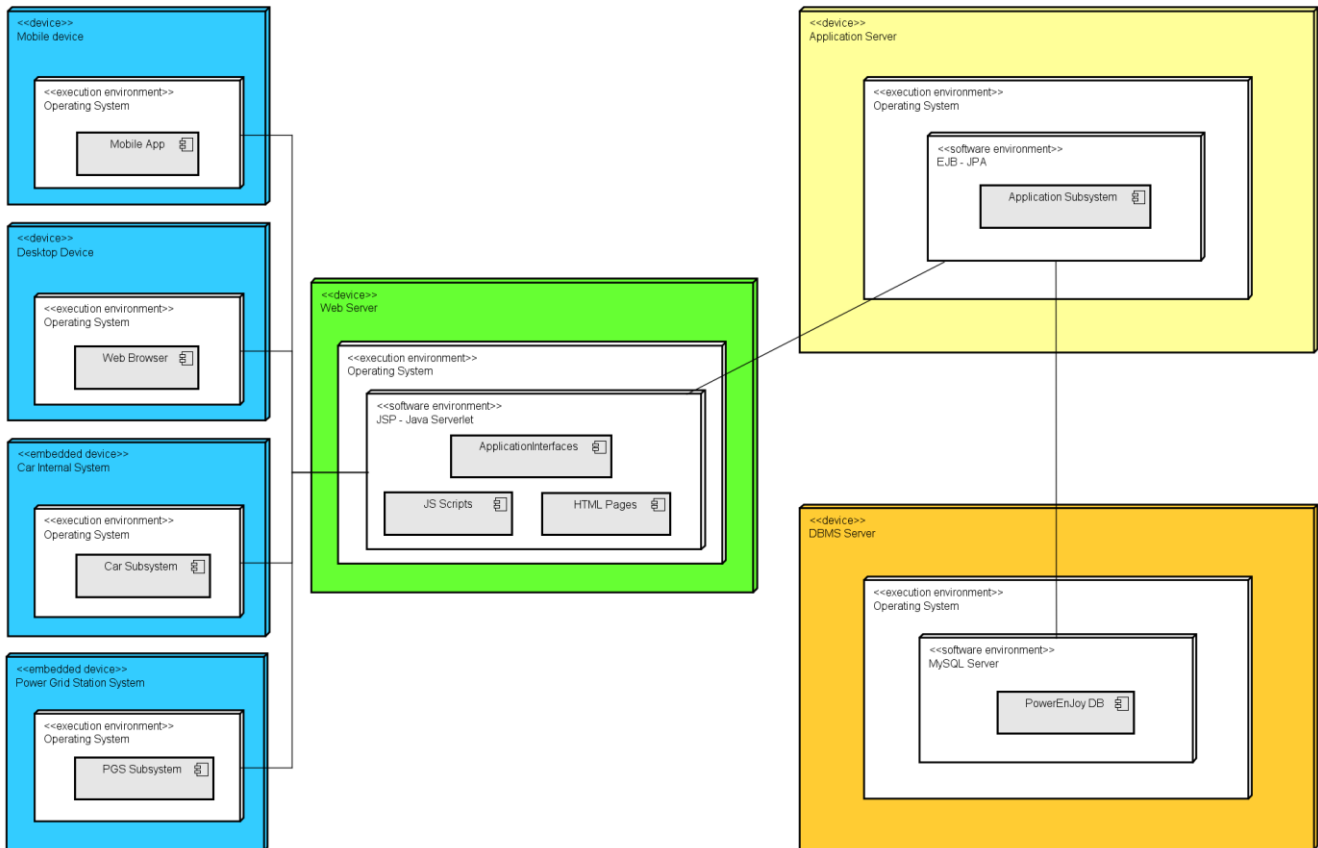 <<device>>
Mobile device
<<execution environment>>
Operating System
Mobile App
<<device>>
Desktop Device
<<execution environment>>
Operating System
Web Browser
<<embedded device>>
Car Internal System
<<execution environment>>
Operating System
Car Subsystem
<<embedded device>>
Power Grid Station System
<<execution environment>>
Operating System
PGS Subsystem
<<device>>
Web Server
<<execution environment>>
Operating System
<<software environment>>
JSP - Java Serverlet
ApplicationInterfaces
JS Scripts
HTML Pages
<<device>>
Application Server
<<execution environment>>
Operating System
<<software environment>>
EJB - JPA
Application Subsystem
<<device>>
DBMS Server
<<execution environment>>
Operating System
<<software environment>>
MySQL Server
PowerEnJoy DB